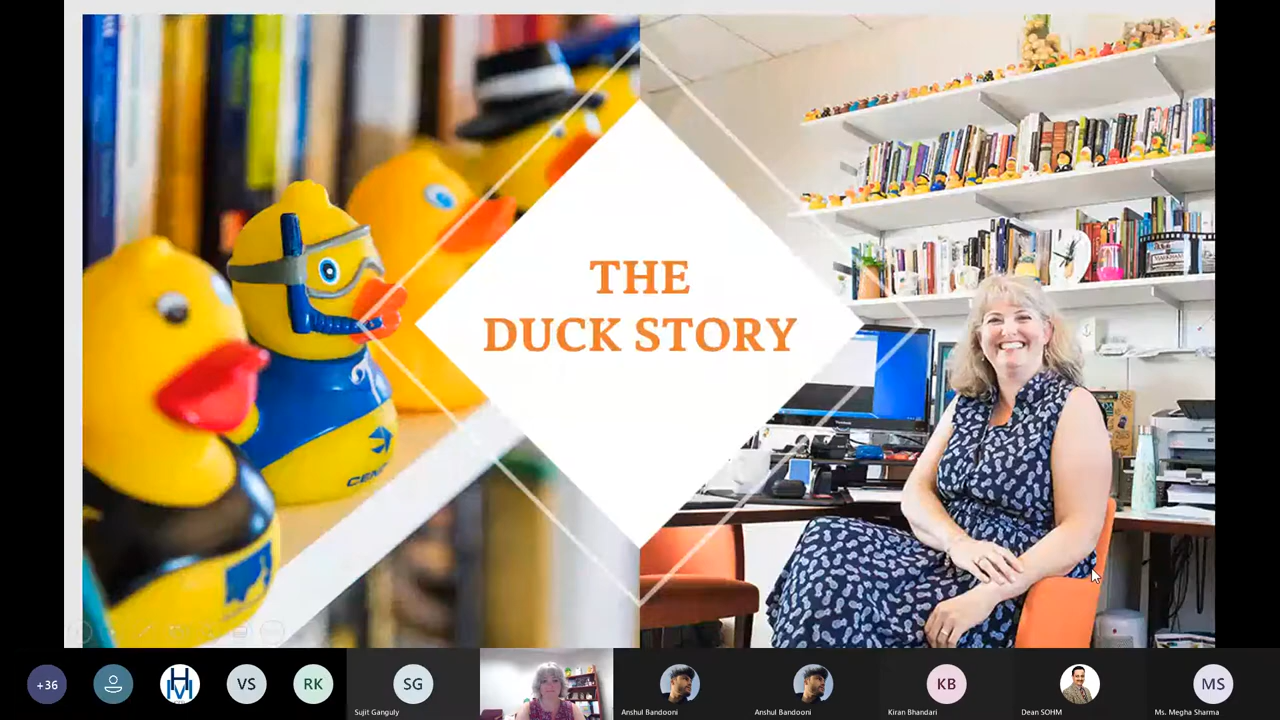 THE
DUCK STORY
CEN
+36
VS
RK
SG
Sujit Ganguly
Anshul Bandooni
Anshul Bandooni
KB
Kiran Bhandari
Dean SOHM
MS
Ms. Megha Sharma